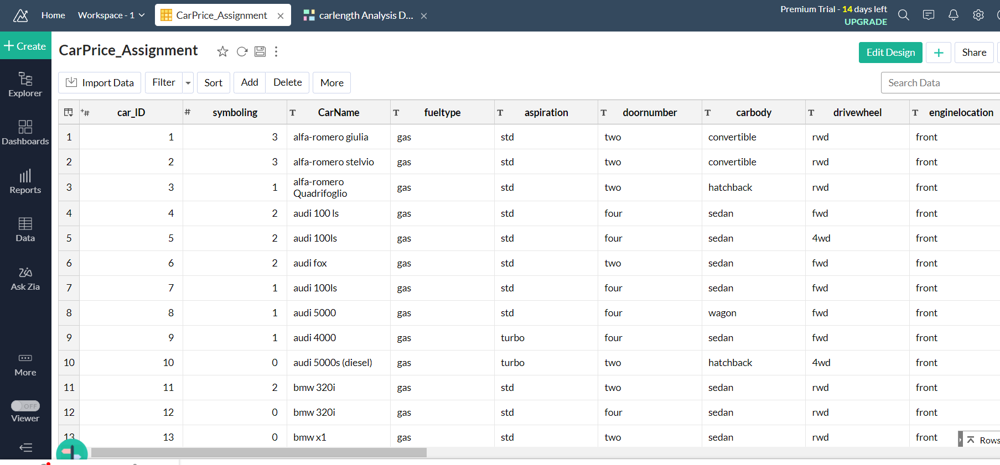 Home Workspace - 1 CarPrice_Assignment carlength Analysis D... Premium Trial - 14 days left
UPGRADE
Create
CarPrice_Assignment
Edit Design Share
Import Data Filter Sort Add Delete More Search Data
Explorer
Dashboards
Reports
Data
Ask Zia
More
OFF
Viewer
+# car_ID # symboling T CarName T fueltype T aspiration T doornumber T carbody T drivewheel T enginelocation
1 1 3 alfa-romero giulia gas std two convertible rwd front
2 2 3 alfa-romero stelvio gas std two convertible rwd front
3 3 1 alfa-romero Quadrifoglio gas std two hatchback rwd front
4 4 2 audi 100 ls gas std four sedan fwd front
5 5 2 audi 100ls gas std four sedan 4wd front
6 6 2 audi fox gas std two sedan fwd front
7 7 1 audi 100ls gas std four sedan fwd front
8 8 1 audi 5000 gas std four wagon fwd front
9 9 1 audi 4000 gas turbo four sedan fwd front
10 10 0 audi 5000s (diesel) gas turbo two hatchback 4wd front
11 11 2 bmw 320i gas std two sedan rwd front
12 12 0 bmw 320i gas std four sedan rwd front
13 13 0 bmw x1 gas std two sedan rwd front
Rows